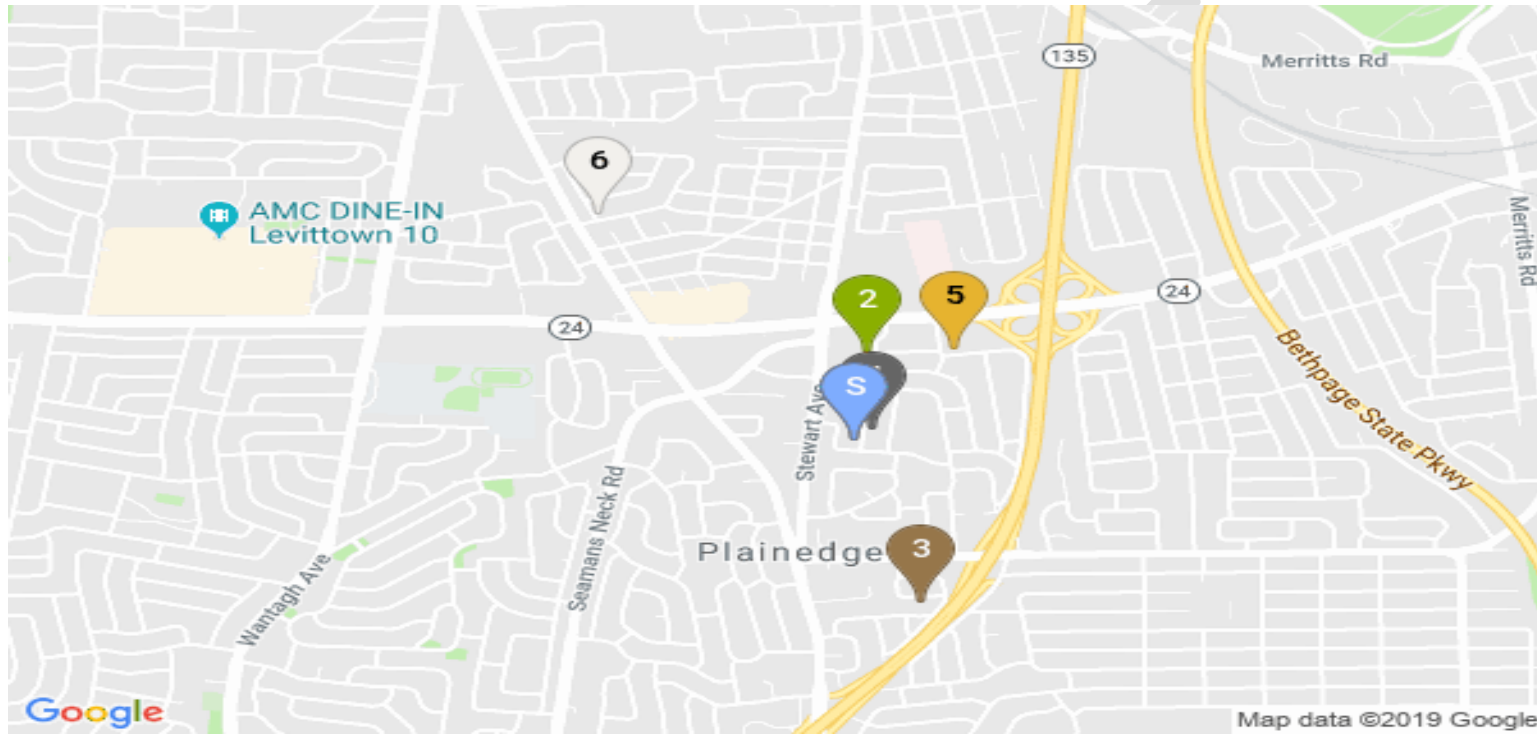 135
Merritts Rd
6
AMC DINE-IN
Levittown 10
Merritts Rd
2
5
24
24
S
Stewart Ave
Bethpage State Pkwy
Seamans Neck Rd
Plainedge
3
Wantagh Ave
Google
Map data ©2019 Google